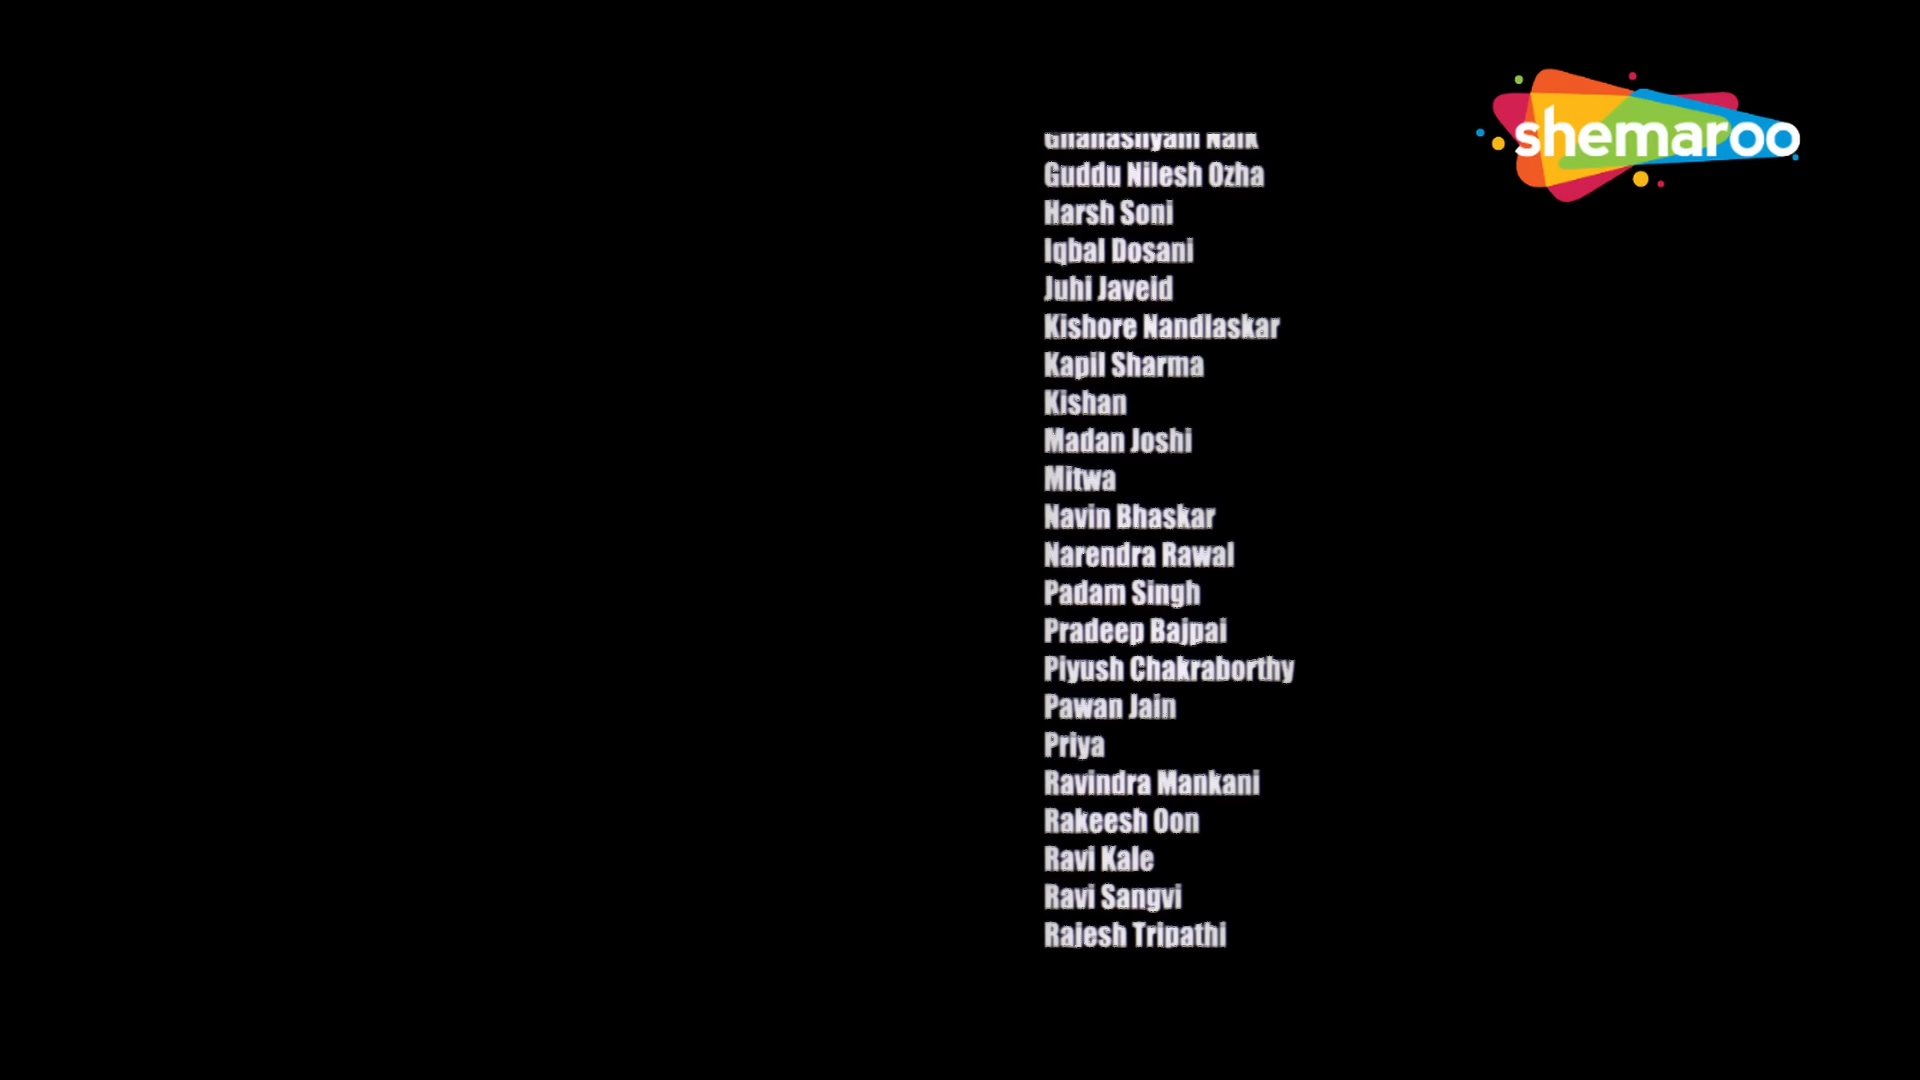 shemaroo
Ghanashyam Naik
Guddu Nilesh Ozha
Harsh Soni
Iqbal Dosani
Juhi Javeid
Kishore Nandlaskar
Kapil Sharma
Kishan
Madan Joshi
Mitwa
Navin Bhaskar
Narendra Rawal
Padam Singh
Pradeep Bajpai
Piyush Chakraborthy
Pawan Jain
Priya
Ravindra Mankani
Rakeesh Oon
Ravi Kale
Ravi Sangvi
Rajesh Tripathi